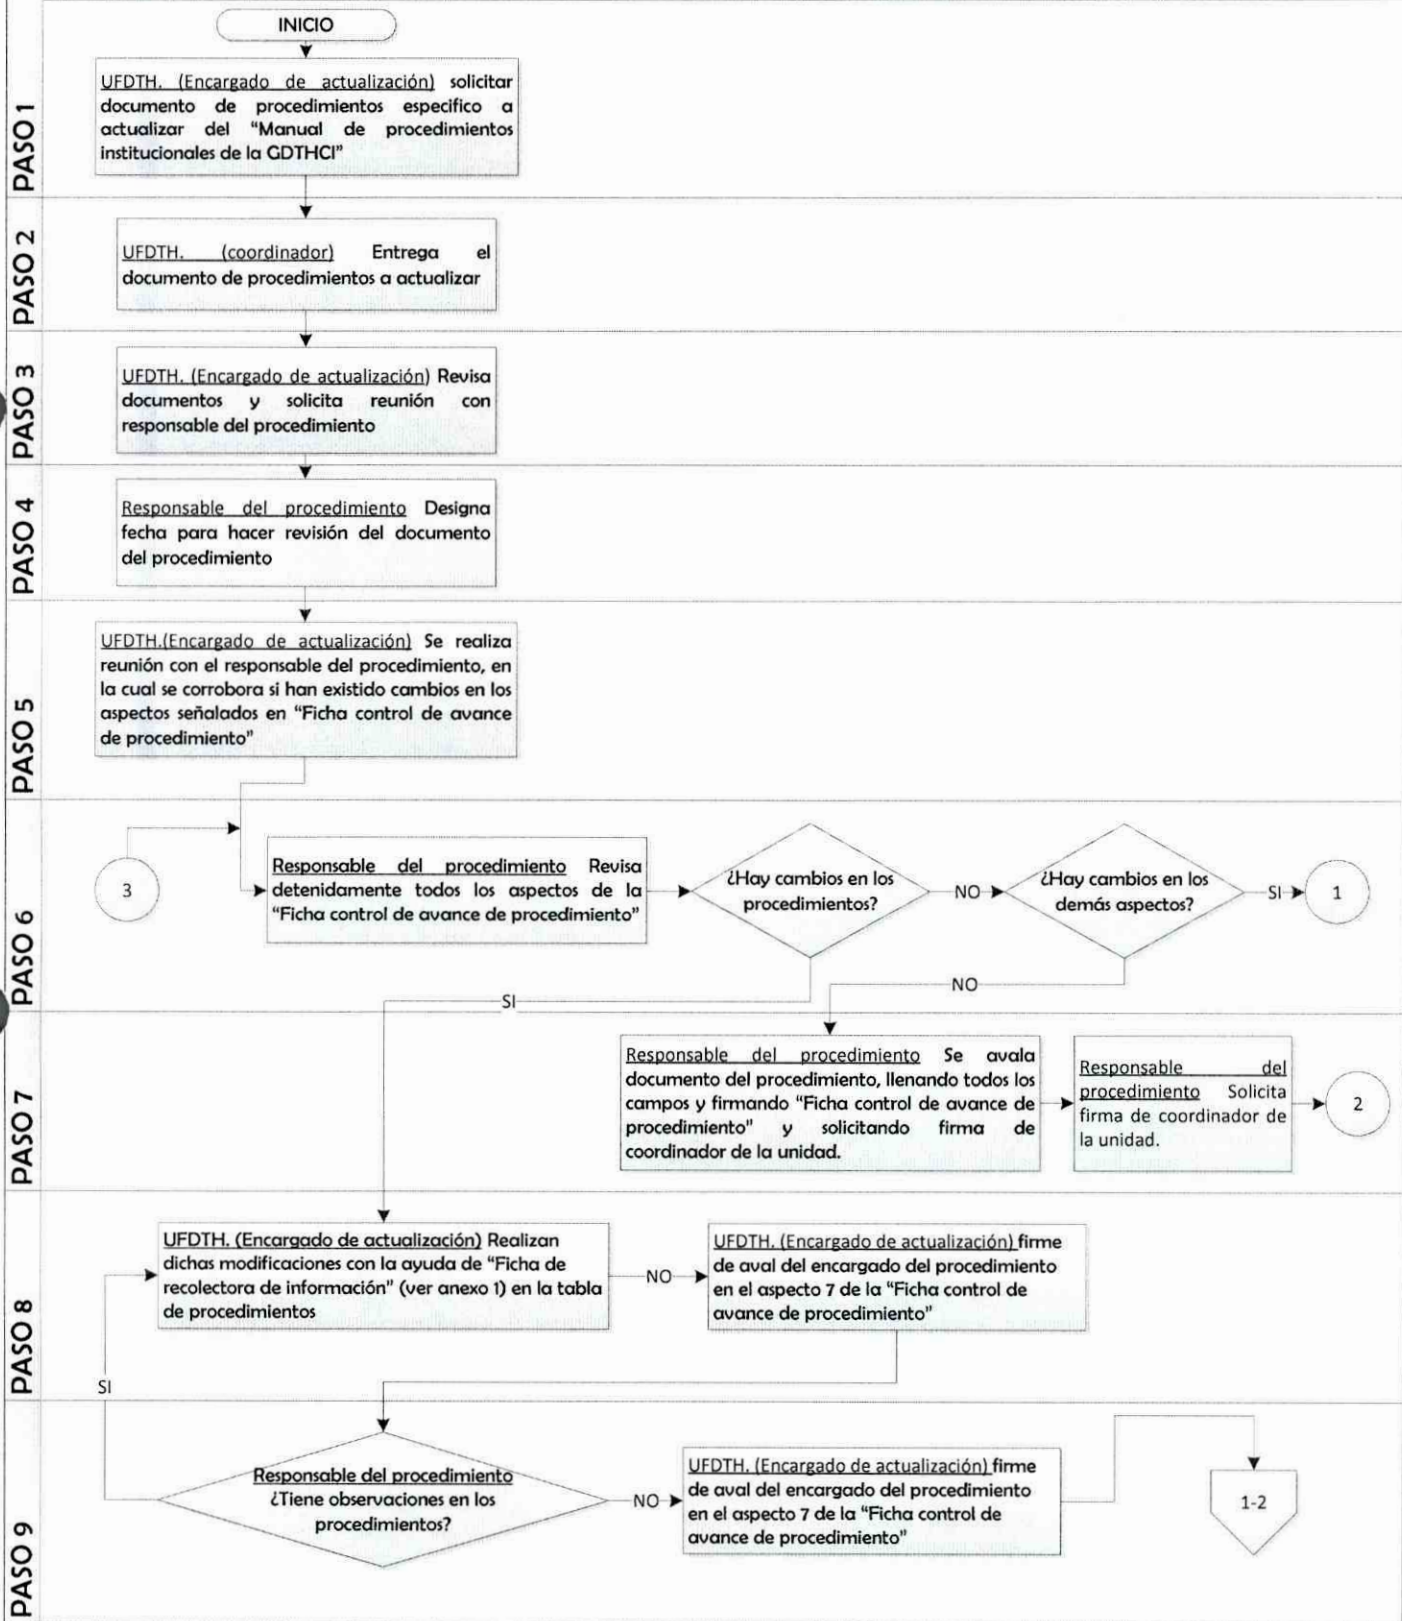 INICIO
PASO 1
UFDTH. (Encargado de actualización) solicitar
documento de procedimientos especifico a
actualizar del “Manual de procedimientos
institucionales de la GDTHCI”
PASO 2
UFDTH. (coordinador) Entrega el
documento de procedimientos a actualizar
PASO 3
UFDTH. (Encargado de actualización) Revisa
documentos y solicita reunión con
responsable del procedimiento
PASO 4
Responsable del procedimiento Designa
fecha para hacer revisión del documento
del procedimiento
PASO 5
UFDTH.(Encargado de actualización) Se realiza
reunión con el responsable del procedimiento, en
la cual se corrobora si han existido cambios en los
aspectos señalados en “Ficha control de avance
de procedimiento”
PASO 6
3
Responsable del procedimiento Revisa
detenidamente todos los aspectos de la
“Ficha control de avance de procedimiento”
¿Hay cambios en los
procedimientos?
NO
¿Hay cambios en los
demás aspectos?
SI
1
NO
SI
PASO 7
Responsable del procedimiento Se avala
documento del procedimiento, llenando todos los
campos y firmando “Ficha control de avance de
procedimiento” y solicitando firma de
coordinador de la unidad.
Responsable del
procedimiento Solicita
firma de coordinador de
la unidad.
2
PASO 8
UFDTH. (Encargado de actualización) Realizan
dichas modificaciones con la ayuda de “Ficha de
recolectora de información” (ver anexo 1) en la tabla
de procedimientos
NO
UFDTH. (Encargado de actualización) firme
de aval del encargado del procedimiento
en el aspecto 7 de la “Ficha control de
avance de procedimiento”
SI
PASO 9
Responsable del procedimiento
¿Tiene observaciones en los
procedimientos?
NO
UFDTH. (Encargado de actualización) firme
de aval del encargado del procedimiento
en el aspecto 7 de la “Ficha control de
avance de procedimiento”
1-2